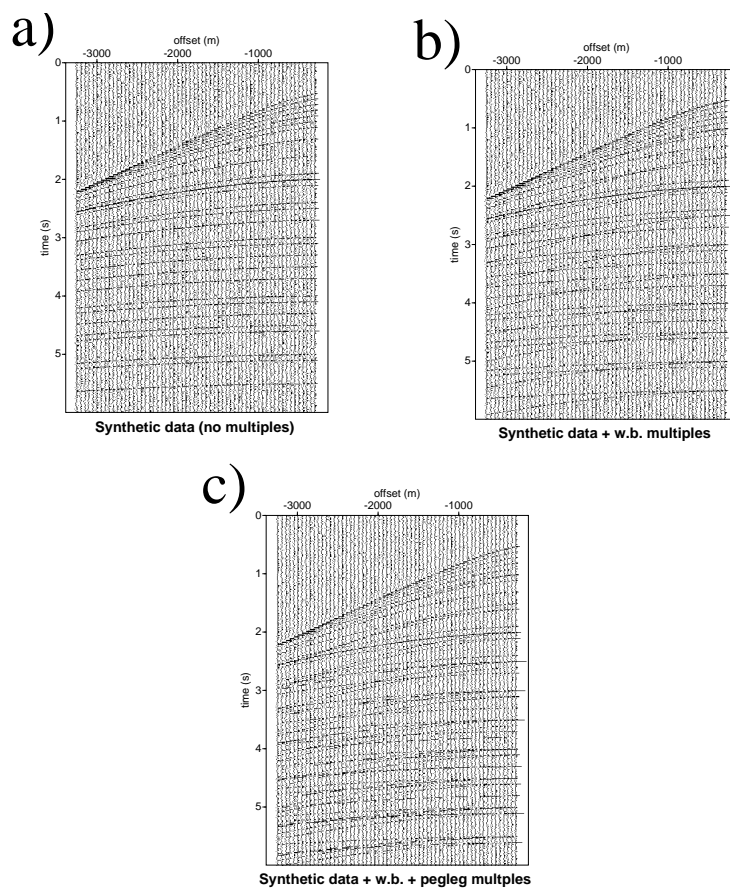 a)
offset (m)
-3000 -2000 -1000
0
1
2
3
4
5
time (s)
Synthetic data (no multiples)
b)
offset (m)
-3000 -2000 -1000
0
1
2
3
4
5
time (s)
Synthetic data + w.b. multiples
c)
offset (m)
-3000 -2000 -1000
0
1
2
3
4
5
time (s)
Synthetic data + w.b. + pegleg multples